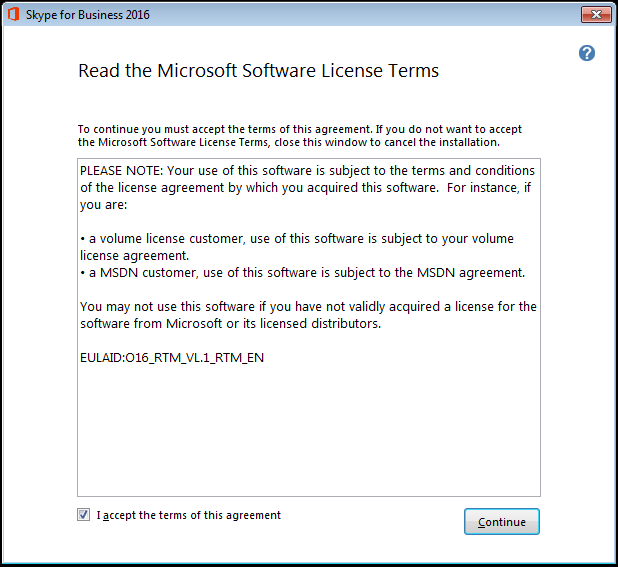 Skype for Business 2016
?
Read the Microsoft Software License Terms
To continue you must accept the terms of this agreement. If you do not want to accept
the Microsoft Software License Terms, close this window to cancel the installation.
PLEASE NOTE: Your use of this software is subject to the terms and conditions
of the license agreement by which you acquired this software.  For instance, if
you are:
• a volume license customer, use of this software is subject to your volume
license agreement.
• a MSDN customer, use of this software is subject to the MSDN agreement.
You may not use this software if you have not validly acquired a license for the
software from Microsoft or its licensed distributors.
EULAID:O16_RTM_VL.1_RTM_EN
I accept the terms of this agreement
Continue